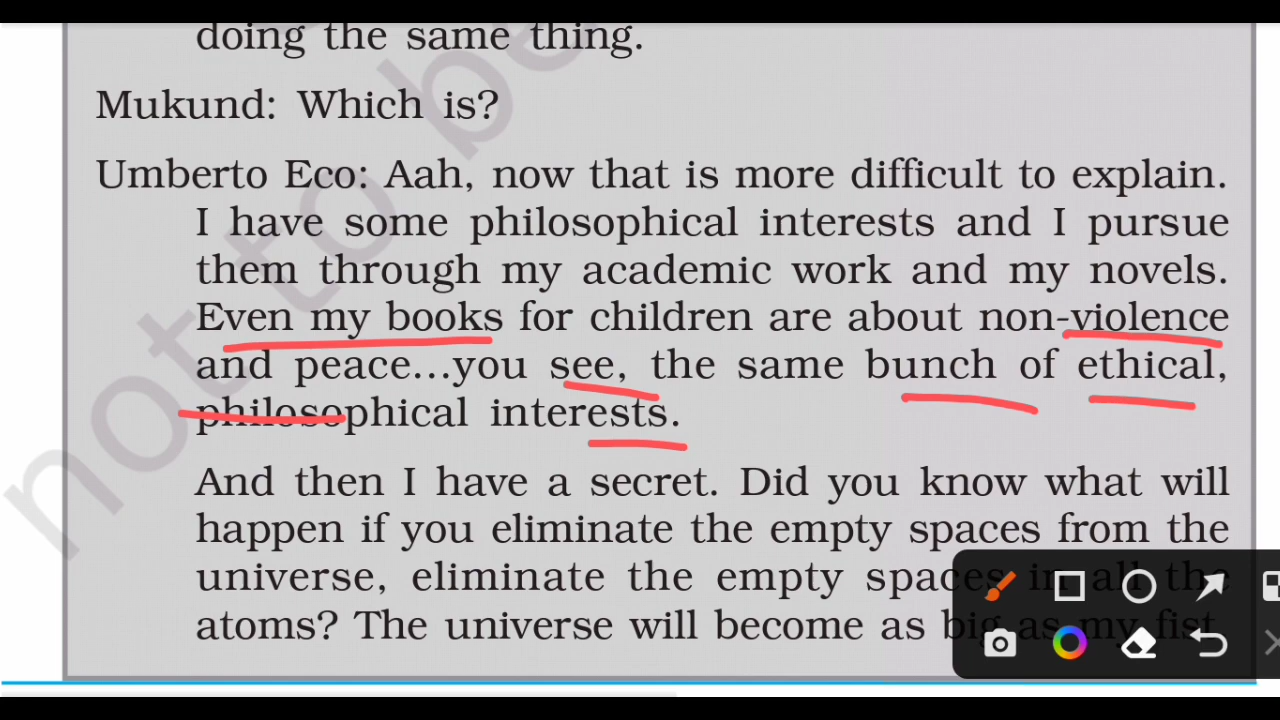 doing the same thing.
Mukund: Which is?
Umberto Eco: Aah, now that is more difficult to explain.
I have some philosophical interests and I pursue
them through my academic work and my novels.
Even my books for children are about non-violence
and peace...you see, the same bunch of ethical,
philosophical interests.
And then I have a secret. Did you know what will
happen if you eliminate the empty spaces from the
universe, eliminate the empty spaces in all the
atoms? The universe will become as big as my fist.
not to be